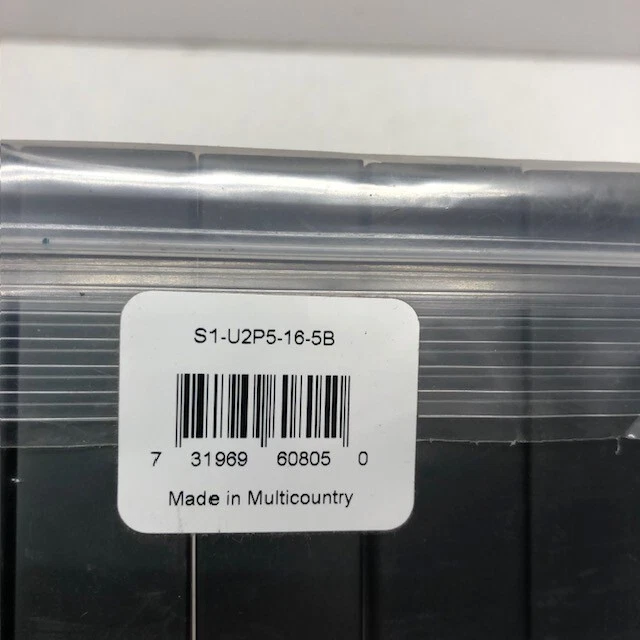 S1-U2P5-16-5B
7 31969 60805 0
Made in Multicountry